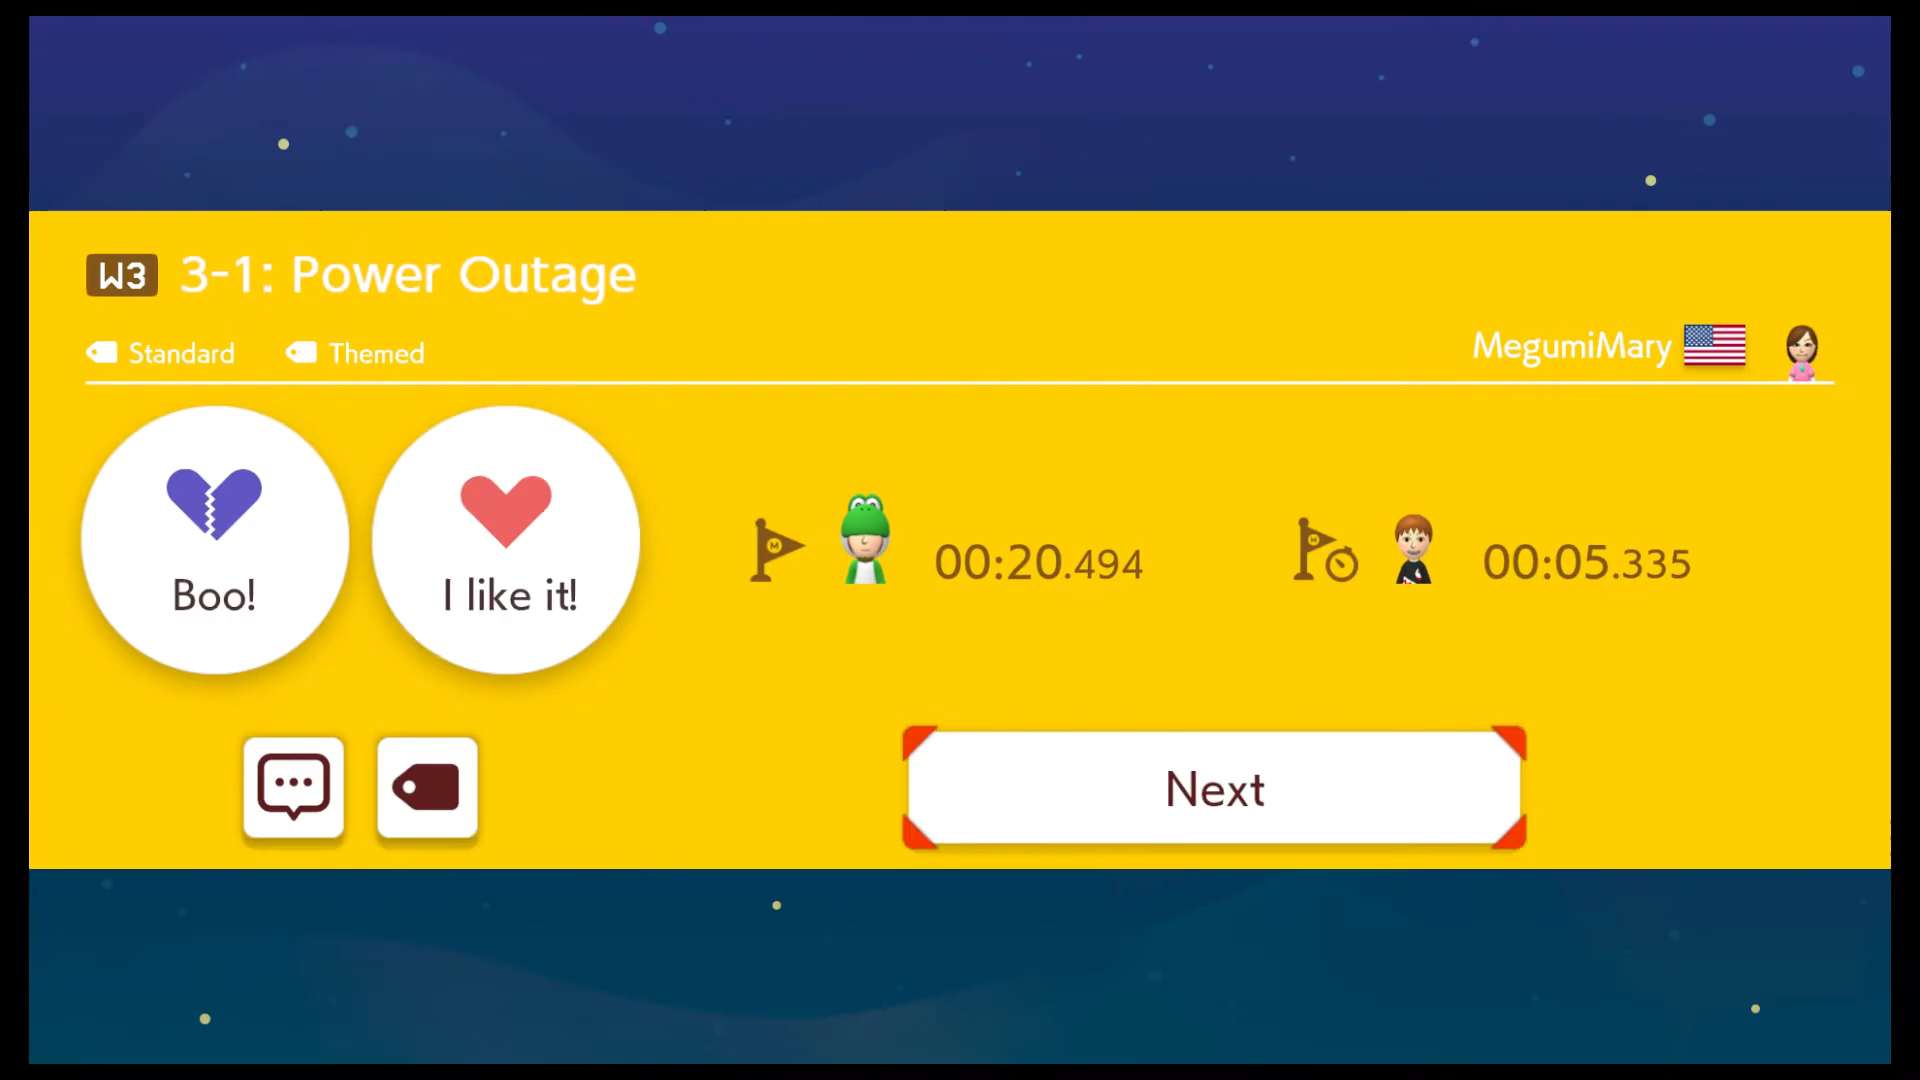 W3 3-1: Power Outage
Standard Themed
MegumiMary
Boo!
I like it!
M 00:20.494
M 00:05.335
Next